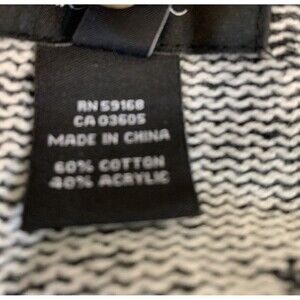 RN 59168
CA 03605
MADE IN CHINA
60% COTTON
40% ACRYLIC